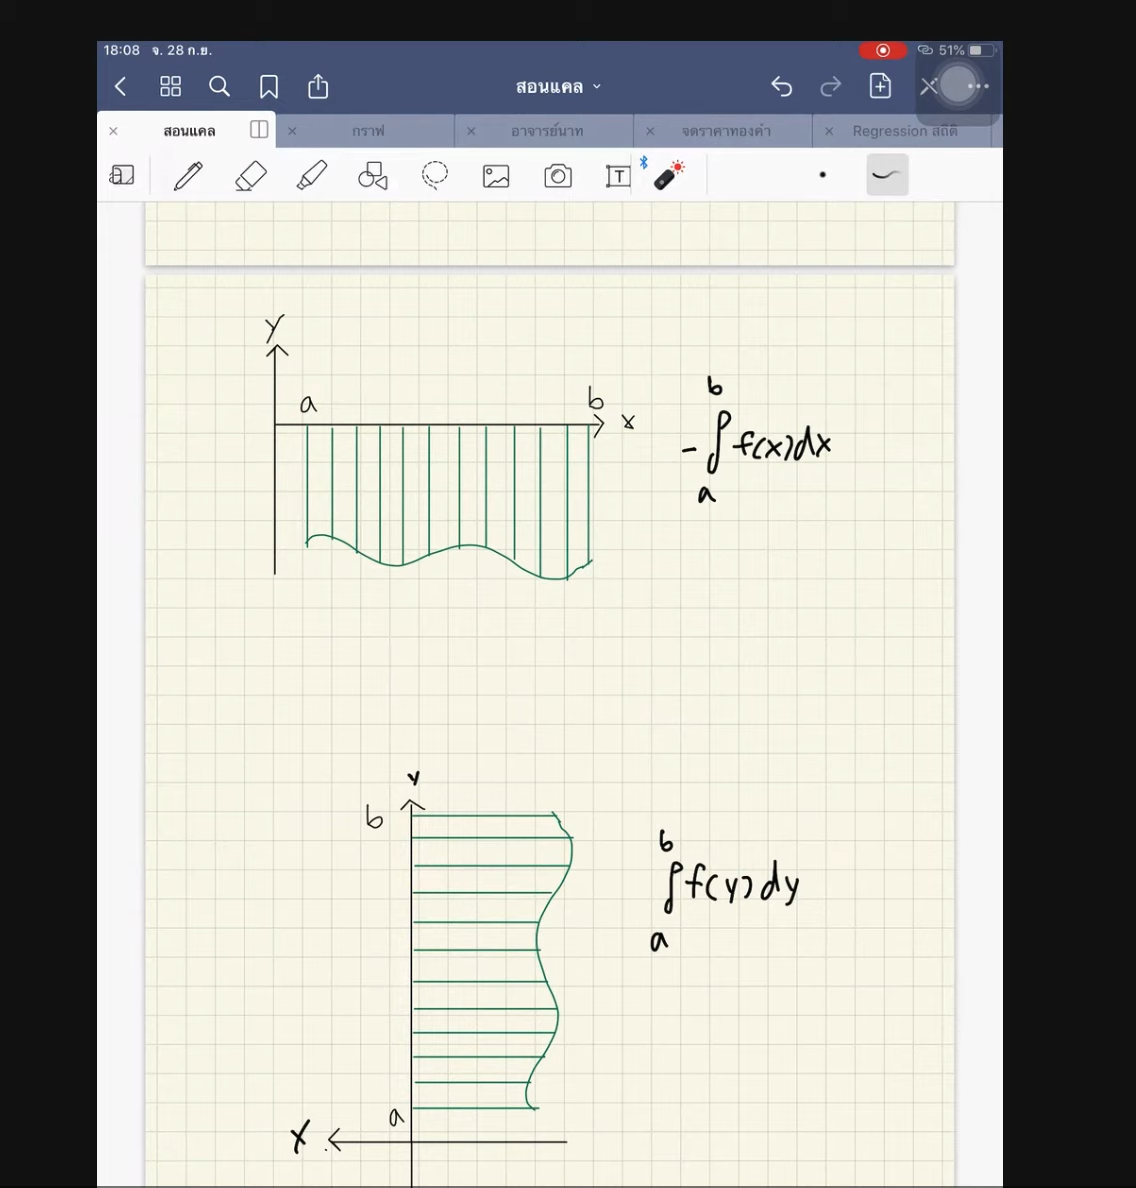 18:08 จ. 28 ก.ย. 51%
สอนแคล
สอนแคล กราฟ อาจารย์นาท จดราคาทองคำ Regression สถิติ
T
y
a b x
b
- ∫ f(x)dx
a
y
b
b
∫ f(y) dy
a
a
x